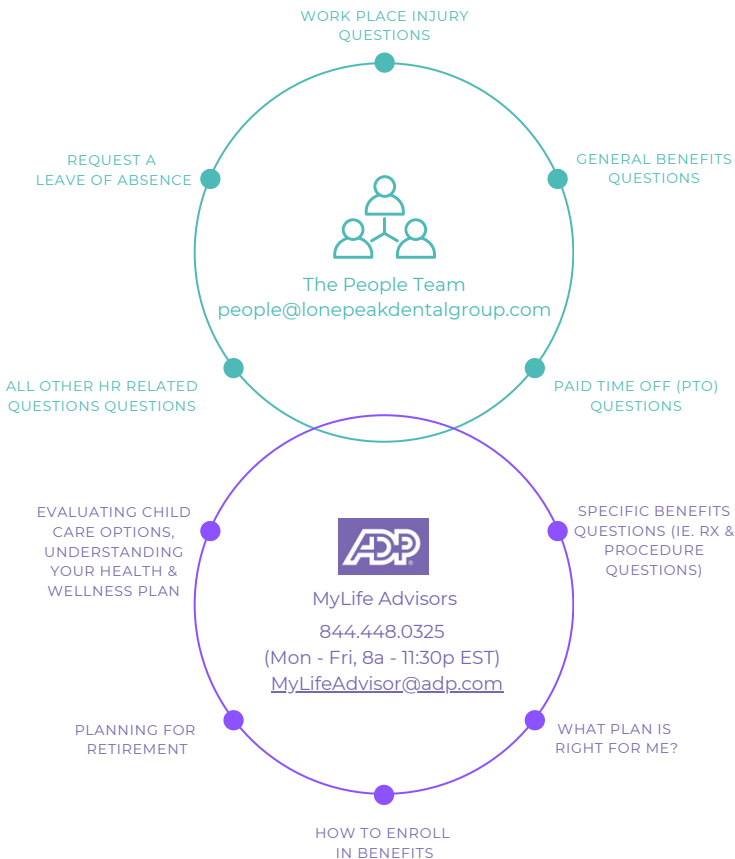 WORK PLACE INJURY
QUESTIONS
REQUEST A
LEAVE OF ABSENCE
GENERAL BENEFITS
QUESTIONS
The People Team
people@lonepeakdentalgroup.com
ALL OTHER HR RELATED
QUESTIONS QUESTIONS
PAID TIME OFF (PTO)
QUESTIONS
EVALUATING CHILD
CARE OPTIONS,
UNDERSTANDING
YOUR HEALTH &
WELLNESS PLAN
SPECIFIC BENEFITS
QUESTIONS (IE. RX &
PROCEDURE
QUESTIONS)
ADP
MyLife Advisors
844.448.0325
(Mon - Fri, 8a - 11:30p EST)
MyLifeAdvisor@adp.com
PLANNING FOR
RETIREMENT
WHAT PLAN IS
RIGHT FOR ME?
HOW TO ENROLL
IN BENEFITS